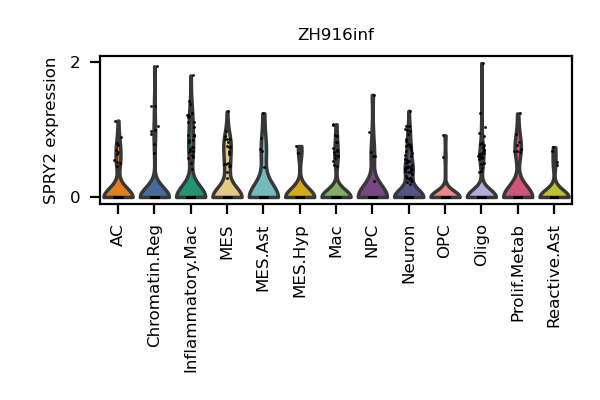 ZH916inf
SPRY2 expression
2
0
AC
Chromatin.Reg
Inflammatory.Mac
MES
MES.Ast
MES.Hyp
Mac
NPC
Neuron
OPC
Oligo
Prolif.Metab
Reactive.Ast